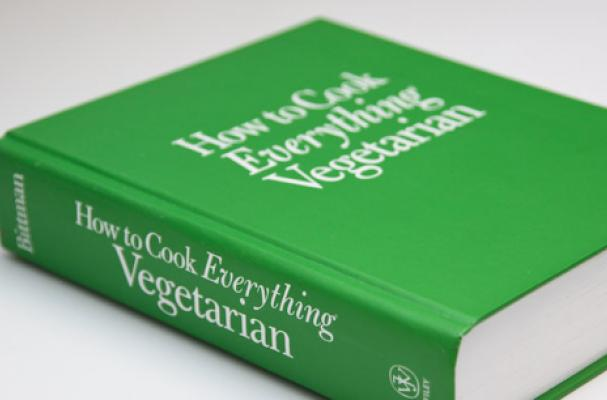 How to Cook
Everything
Vegetarian
Bittman
How to Cook Everything
Vegetarian